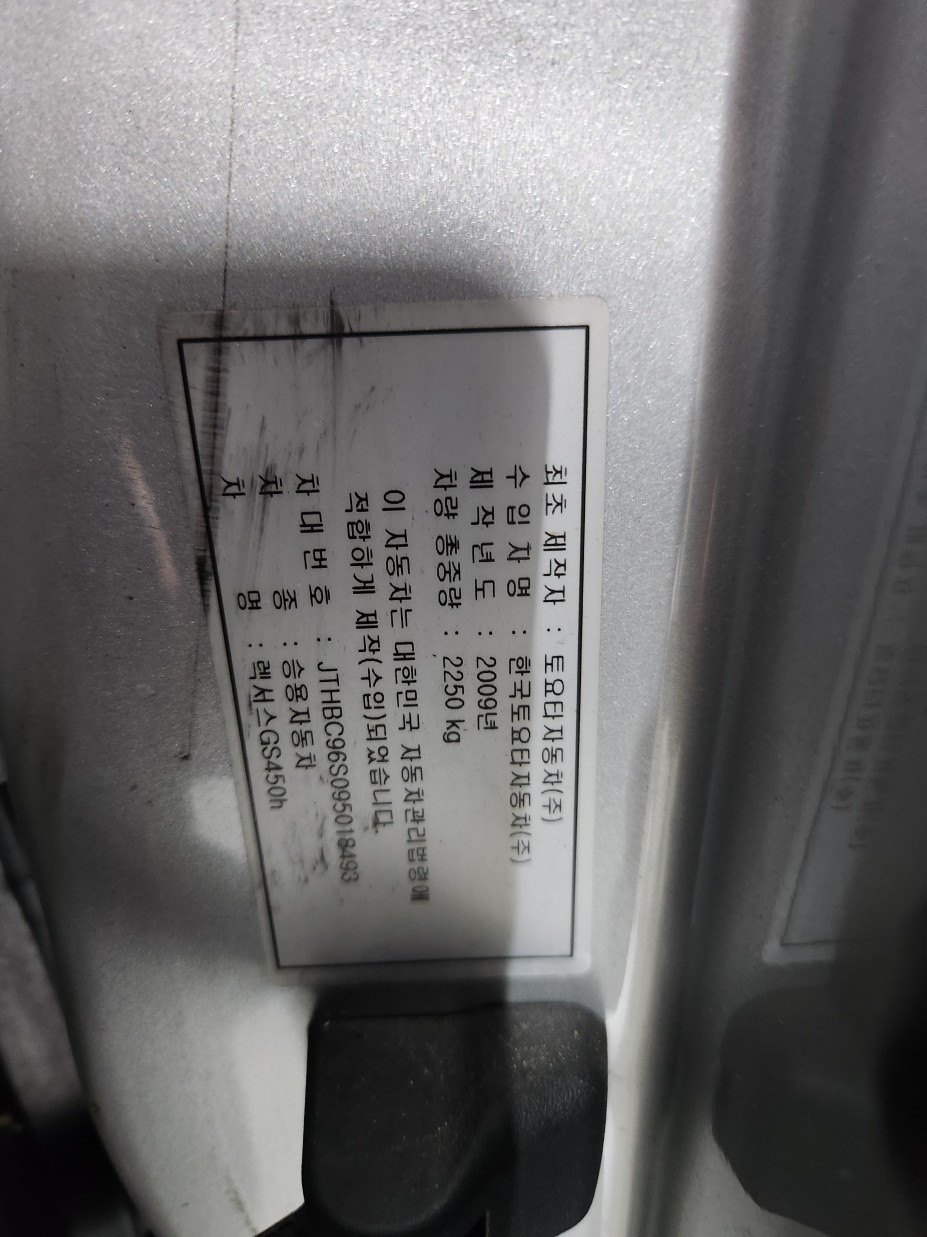 최초 제작자 : 토요타자동차(주)
수 입 차 명 : 한국토요타자동차(주)
제 작 년 도 : 2009년
차량 총중량 : 2250 kg
이 자동차는 대한민국 자동차관리법령에
적합하게 제작(수입)되었습니다.
차 대 번 호 : JTHBC96S095018493
차 종 : 승용자동차
차 명 : 렉서스GS450h